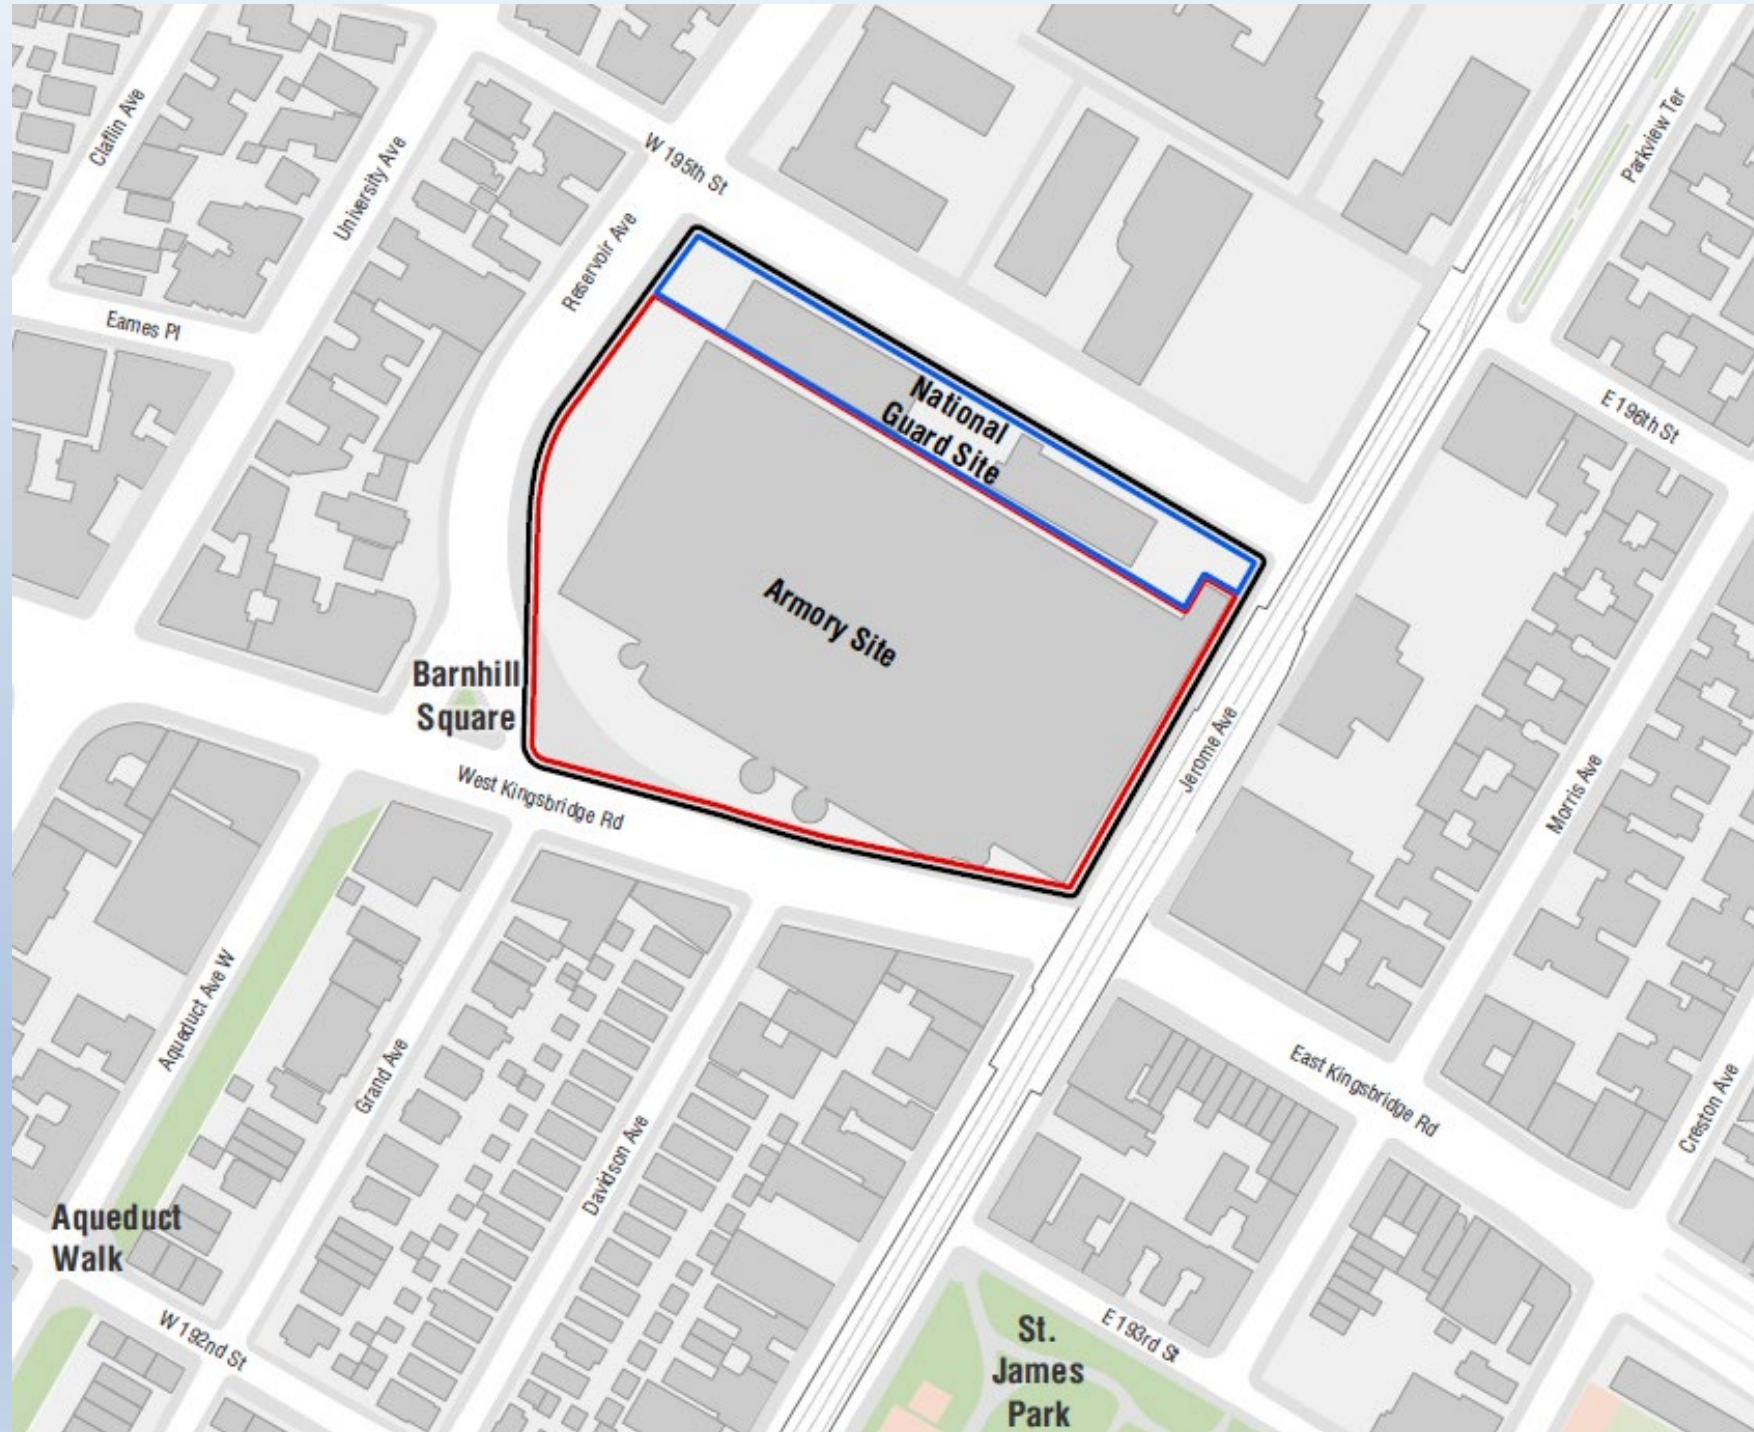 Claflin Ave
University Ave
W 195th St
Reservoir Ave
Parkview Ter
Eames Pl
E 196th St
National
Guard Site
Armory Site
Barnhill
Square
West Kingsbridge Rd
Jerome Ave
Morris Ave
Aqueduct Ave W
Grand Ave
Davidson Ave
East Kingsbridge Rd
Creston Ave
Aqueduct
Walk
W 192nd St
St.
James
Park
E 193rd St